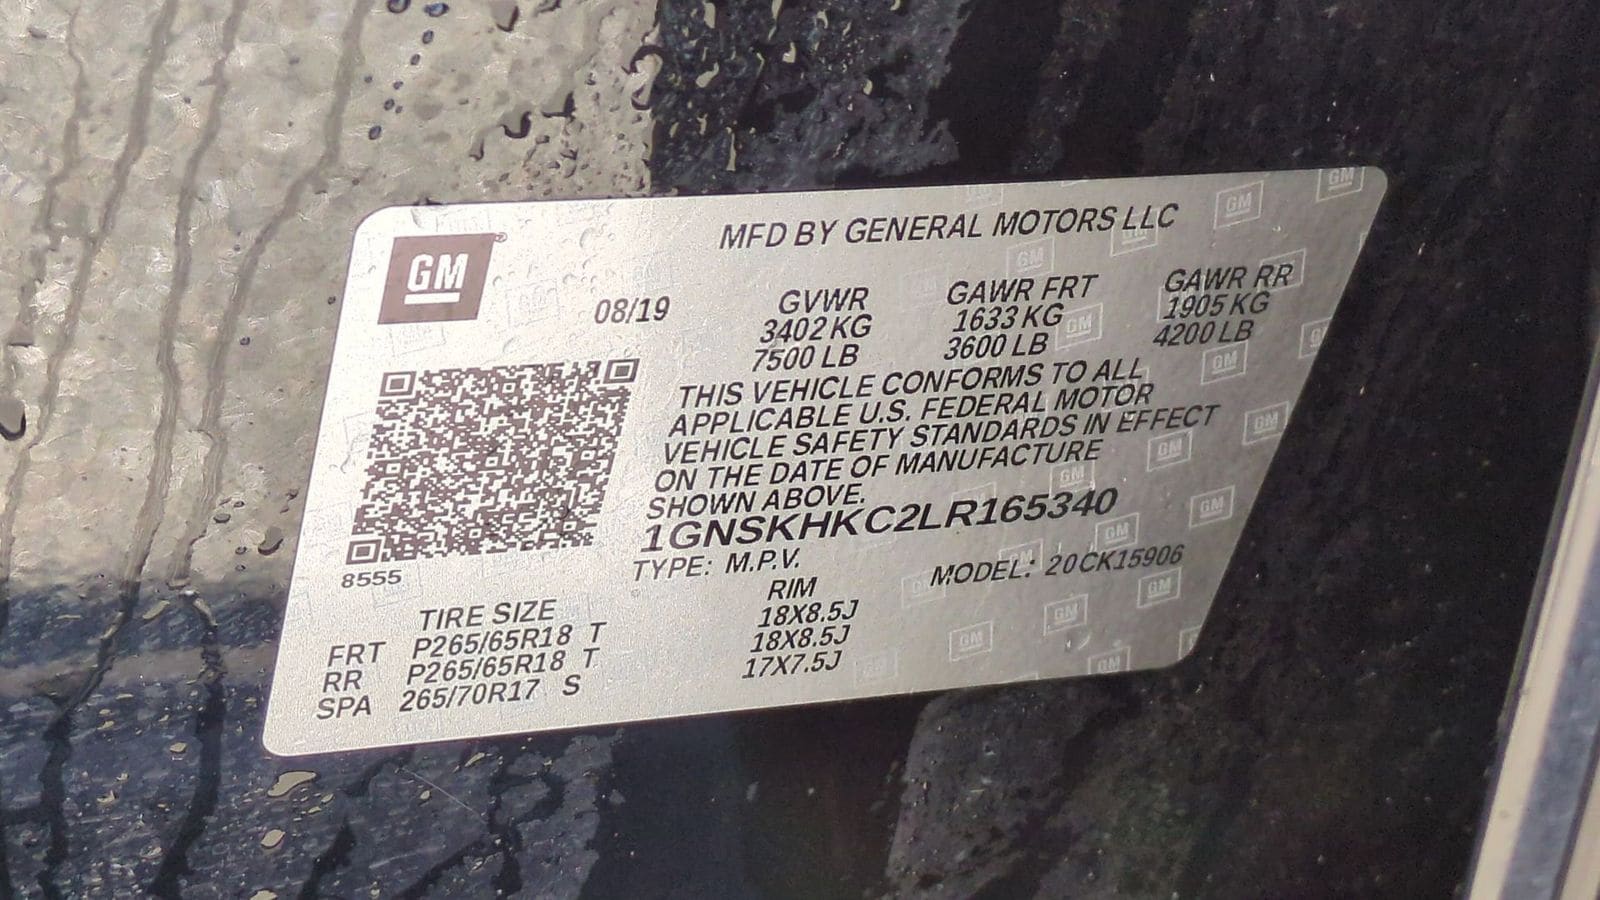 GM
MFD BY GENERAL MOTORS LLC
08/19
GVWR GAWR FRT GAWR RR
3402 KG 1633 KG 1905 KG
7500 LB 3600 LB 4200 LB
THIS VEHICLE CONFORMS TO ALL
APPLICABLE U.S. FEDERAL MOTOR
VEHICLE SAFETY STANDARDS IN EFFECT
ON THE DATE OF MANUFACTURE
SHOWN ABOVE.
1GNSKHKC2LR165340
8555
TYPE: M.P.V. MODEL: 20CK15906
TIRE SIZE RIM
FRT P265/65R18 T 18X8.5J
RR P265/65R18 T 18X8.5J
SPA 265/70R17 S 17X7.5J